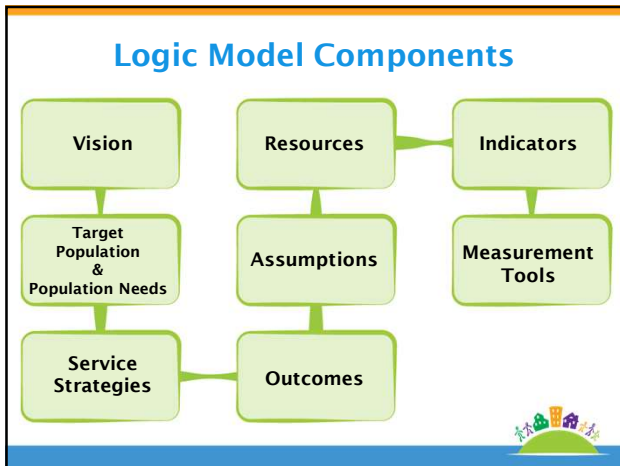 Logic Model Components
Vision
Target
Population
&
Population Needs
Service
Strategies
Outcomes
Assumptions
Resources
Indicators
Measurement
Tools